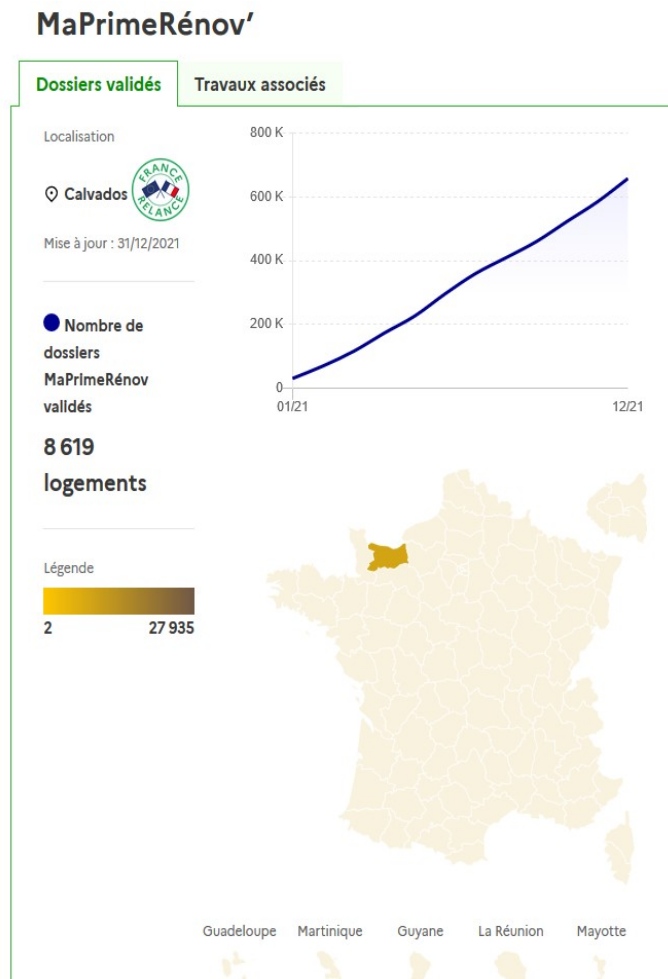 MaPrimeRénov’
Dossiers validés
Travaux associés
Localisation
Calvados
FRANCE
RELANCE
Mise à jour : 31/12/2021
Nombre de
dossiers
MaPrimeRénov
validés
8 619
logements
Légende
2
27 935
800 K
600 K
400 K
200 K
0
01/21
12/21
Guadeloupe
Martinique
Guyane
La Réunion
Mayotte